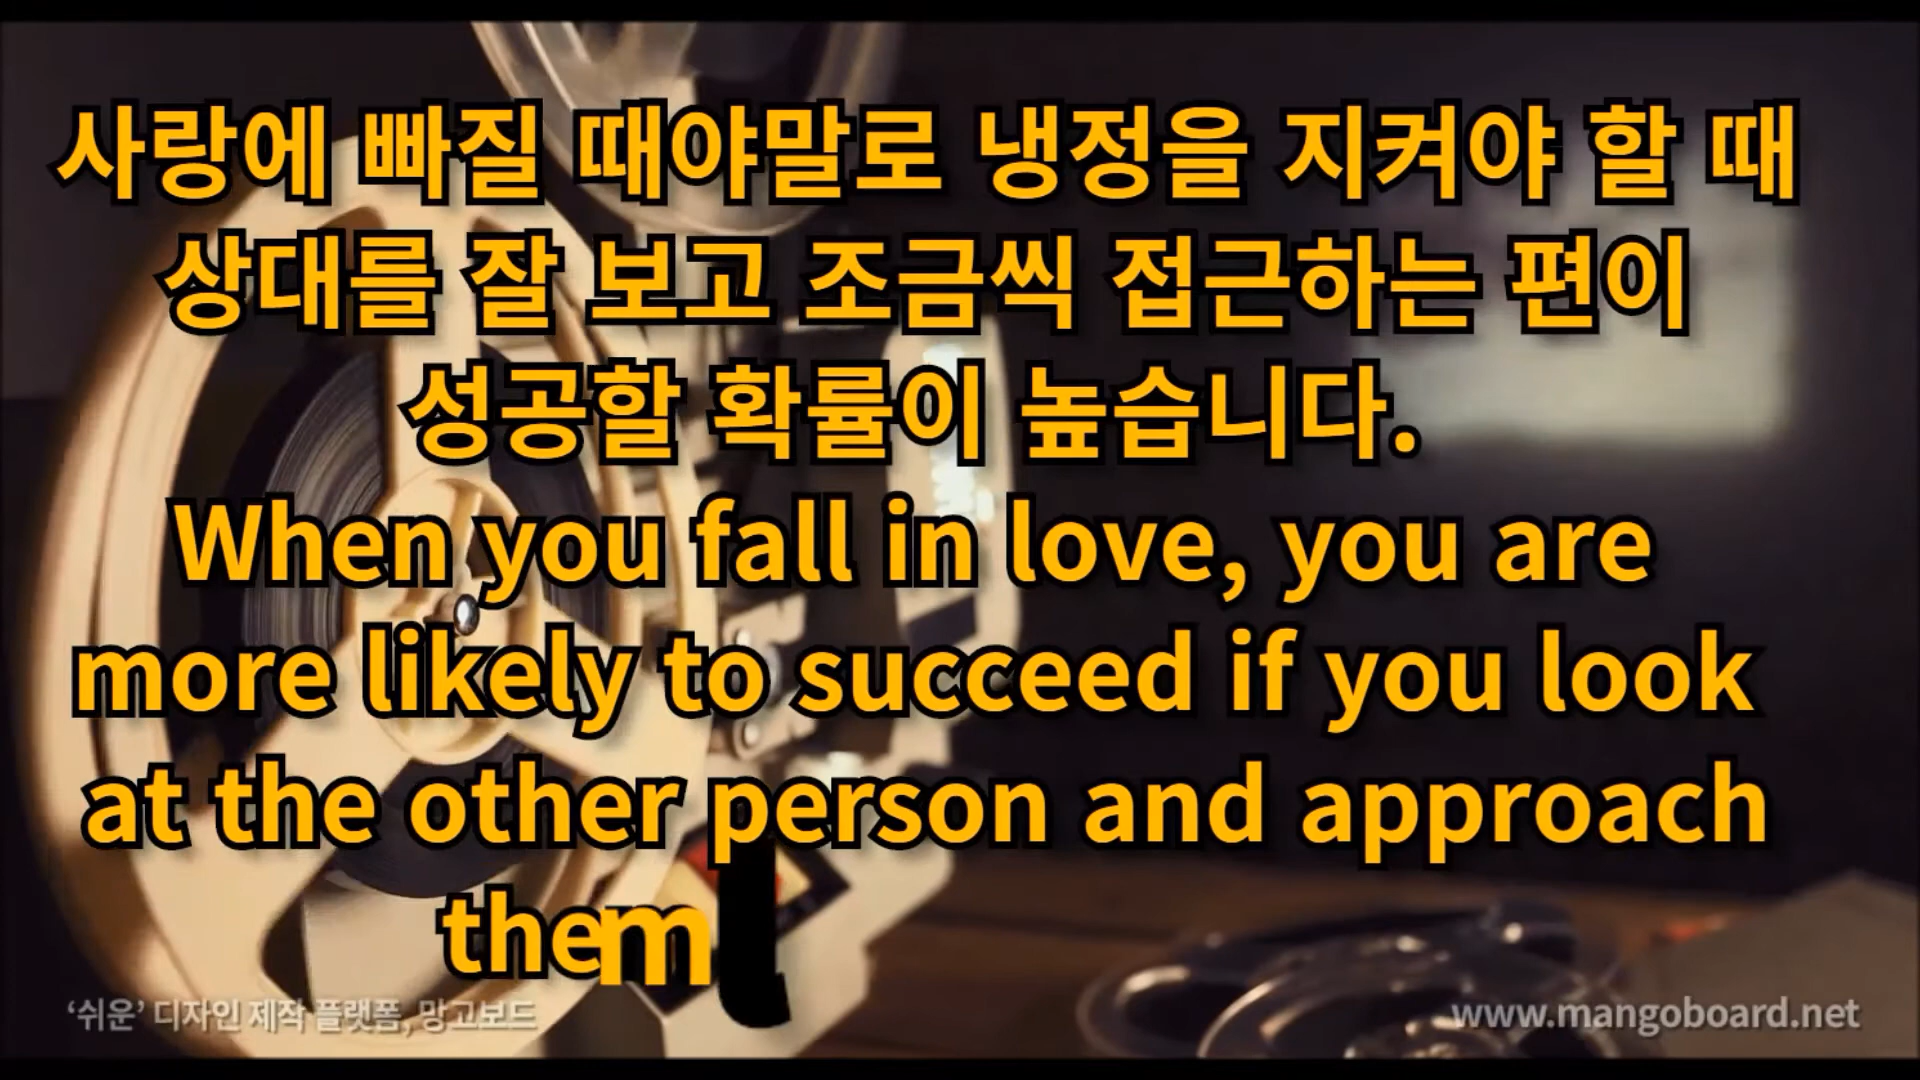 사랑에 빠질 때야말로 냉정을 지켜야 할 때
상대를 잘 보고 조금씩 접근하는 편이
성공할 확률이 높습니다.
When you fall in love, you are
more likely to succeed if you look
at the other person and approach
them
‘쉬운’ 디자인 제작 플랫폼, 망고보드
www.mangoboard.net